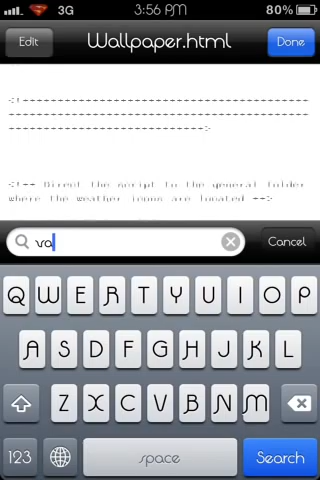 3G 3:56 PM 80%
Edit Wallpaper.html Done
<!--------------------------------------------
---------------------------------------------
------------------------------>
<!-- Direct the script to the general folder
where the weather icons are located -->
va
Cancel
Q W E R T Y U I O P
A S D F G H J K L
Z X C V B N M
123 space Search